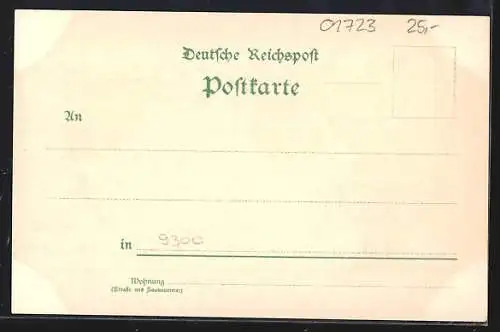 01723 25,-
Deutsche Reichspost
Postkarte
An
in 9300
Wohnung
(Straße und Hausnummer)